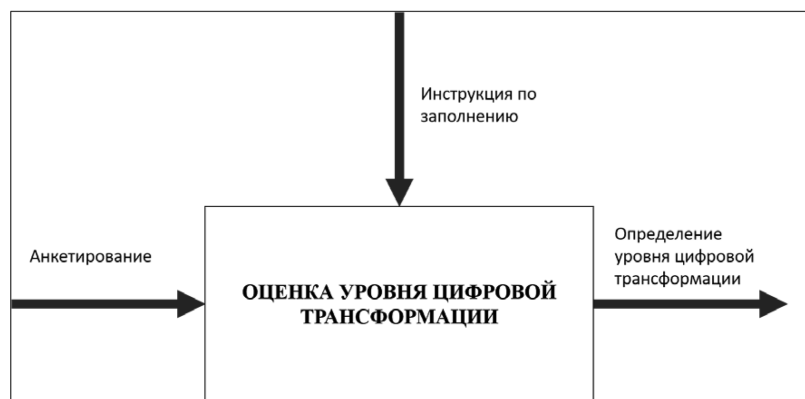 Инструкция по
заполнению
Анкетирование
Определение
уровня цифровой
трансформации
ОЦЕНКА УРОВНЯ ЦИФРОВОЙ
ТРАНСФОРМАЦИИ